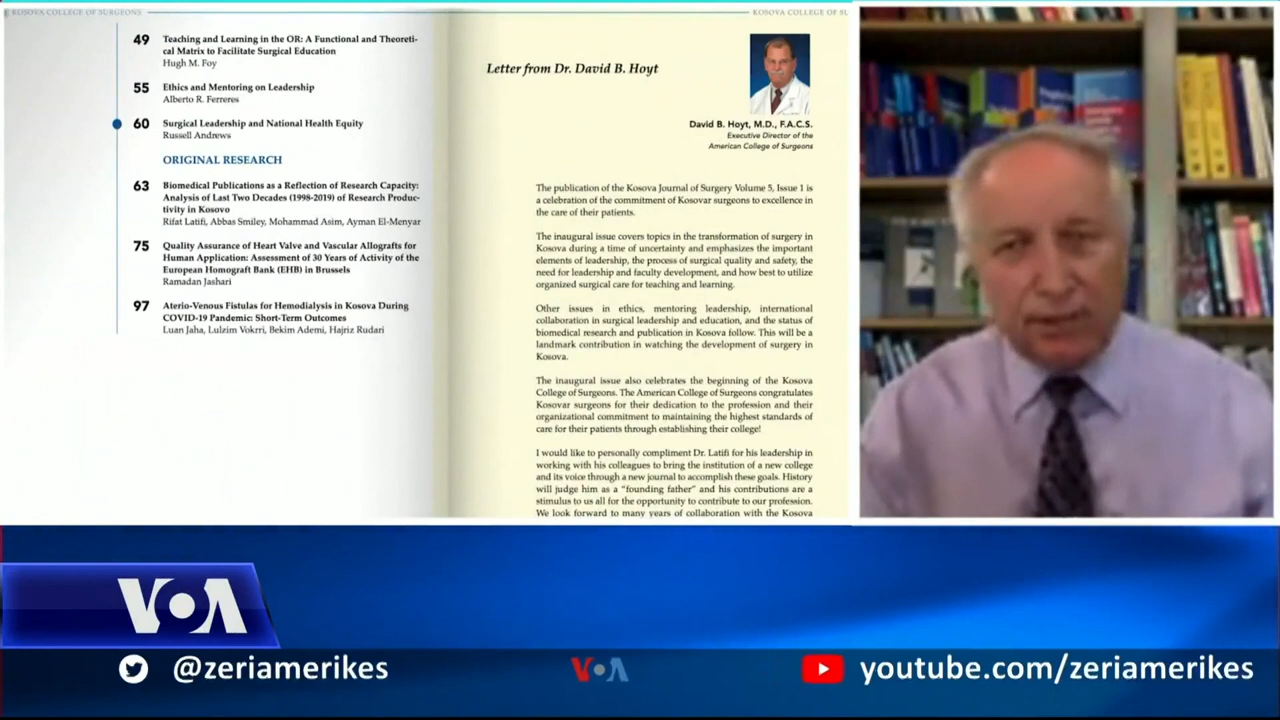 KOSOVA COLLEGE OF SURGEONS
49 Teaching and Learning in the OR: A Functional and Theoreti-
cal Matrix to Facilitate Surgical Education
Hugh M. Foy
55 Ethics and Mentoring on Leadership
Alberto R. Ferreres
60 Surgical Leadership and National Health Equity
Russell Andrews
ORIGINAL RESEARCH
63 Biomedical Publications as a Reflection of Research Capacity:
Analysis of Last Two Decades (1998-2019) of Research Produc-
tivity in Kosovo
Rifat Latifi, Abbas Smiley, Mohammad Asim, Ayman El-Menyar
75 Quality Assurance of Heart Valve and Vascular Allografts for
Human Application: Assessment of 30 Years of Activity of the
European Homograft Bank (EHB) in Brussels
Ramadan Jashari
97 Aterio-Venous Fistulas for Hemodialysis in Kosova During
COVID-19 Pandemic: Short-Term Outcomes
Luan Jaha, Lulzim Vokrri, Bekim Ademi, Hajriz Rudari
KOSOVA COLLEGE OF SU
Letter from Dr. David B. Hoyt
David B. Hoyt, M.D., F.A.C.S.
Executive Director of the
American College of Surgeons
The publication of the Kosova Journal of Surgery Volume 5, Issue 1 is
a celebration of the commitment of Kosovar surgeons to excellence in
the care of their patients.
The inaugural issue covers topics in the transformation of surgery in
Kosova during a time of uncertainty and emphasizes the important
elements of leadership, the process of surgical quality and safety, the
need for leadership and faculty development, and how best to utilize
organized surgical care for teaching and learning.
Other issues in ethics, mentoring leadership, international
collaboration in surgical leadership and education, and the status of
biomedical research and publication in Kosova follow. This will be a
landmark contribution in watching the development of surgery in
Kosova.
The inaugural issue also celebrates the beginning of the Kosova
College of Surgeons. The American College of Surgeons congratulates
Kosovar surgeons for their dedication to the profession and their
organizational commitment to maintaining the highest standards of
care for their patients through establishing their college!
I would like to personally compliment Dr. Latifi for his leadership in
working with his colleagues to bring the institution of a new college
and its voice through a new journal to accomplish these goals. History
will judge him as a "founding father" and his contributions are a
stimulus to us all for the opportunity to contribute to our profession.
We look forward to many years of collaboration with the Kosova
VOA
@zeriamerikes
VOA
youtube.com/zeriamerikes